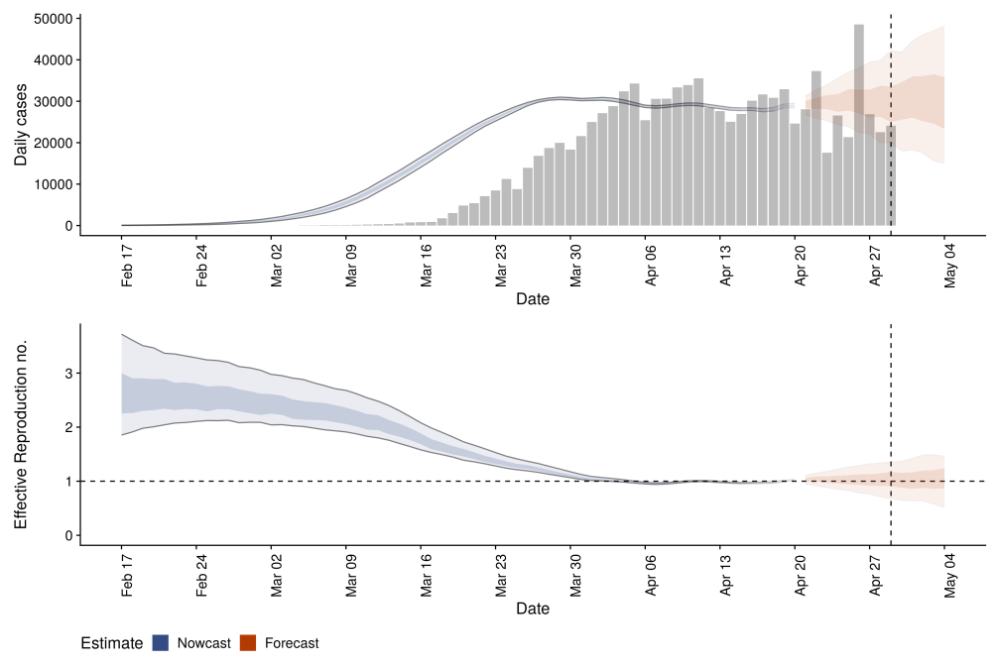 Daily cases
50000
40000
30000
20000
10000
0
Feb 17
Feb 24
Mar 02
Mar 09
Mar 16
Mar 23
Mar 30
Apr 06
Apr 13
Apr 20
Apr 27
May 04
Date
Effective Reproduction no.
3
2
1
0
Feb 17
Feb 24
Mar 02
Mar 09
Mar 16
Mar 23
Mar 30
Apr 06
Apr 13
Apr 20
Apr 27
May 04
Date
Estimate Nowcast Forecast